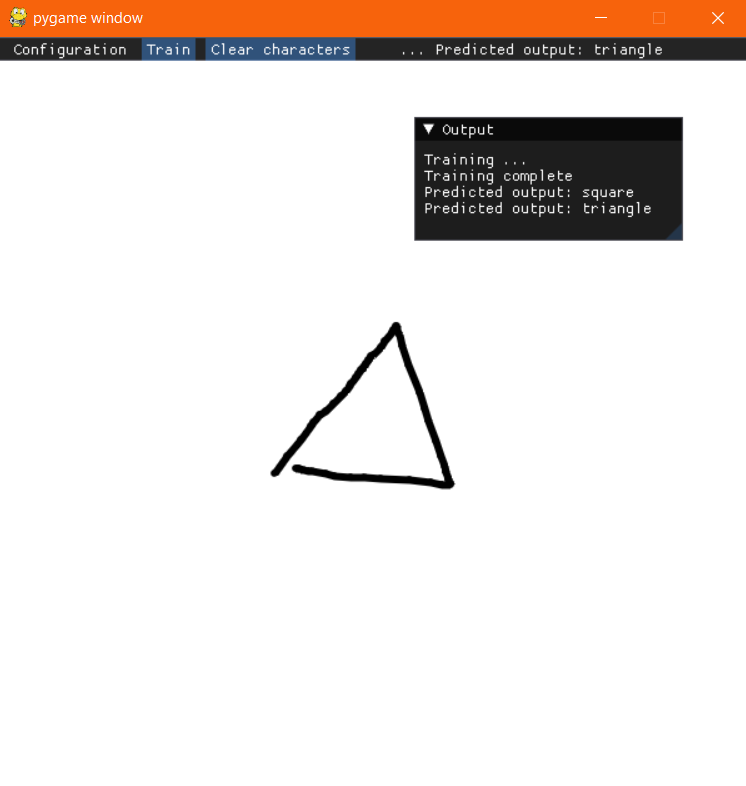 pygame window
Configuration Train Clear characters ... Predicted output: triangle
Output
Training ...
Training complete
Predicted output: square
Predicted output: triangle